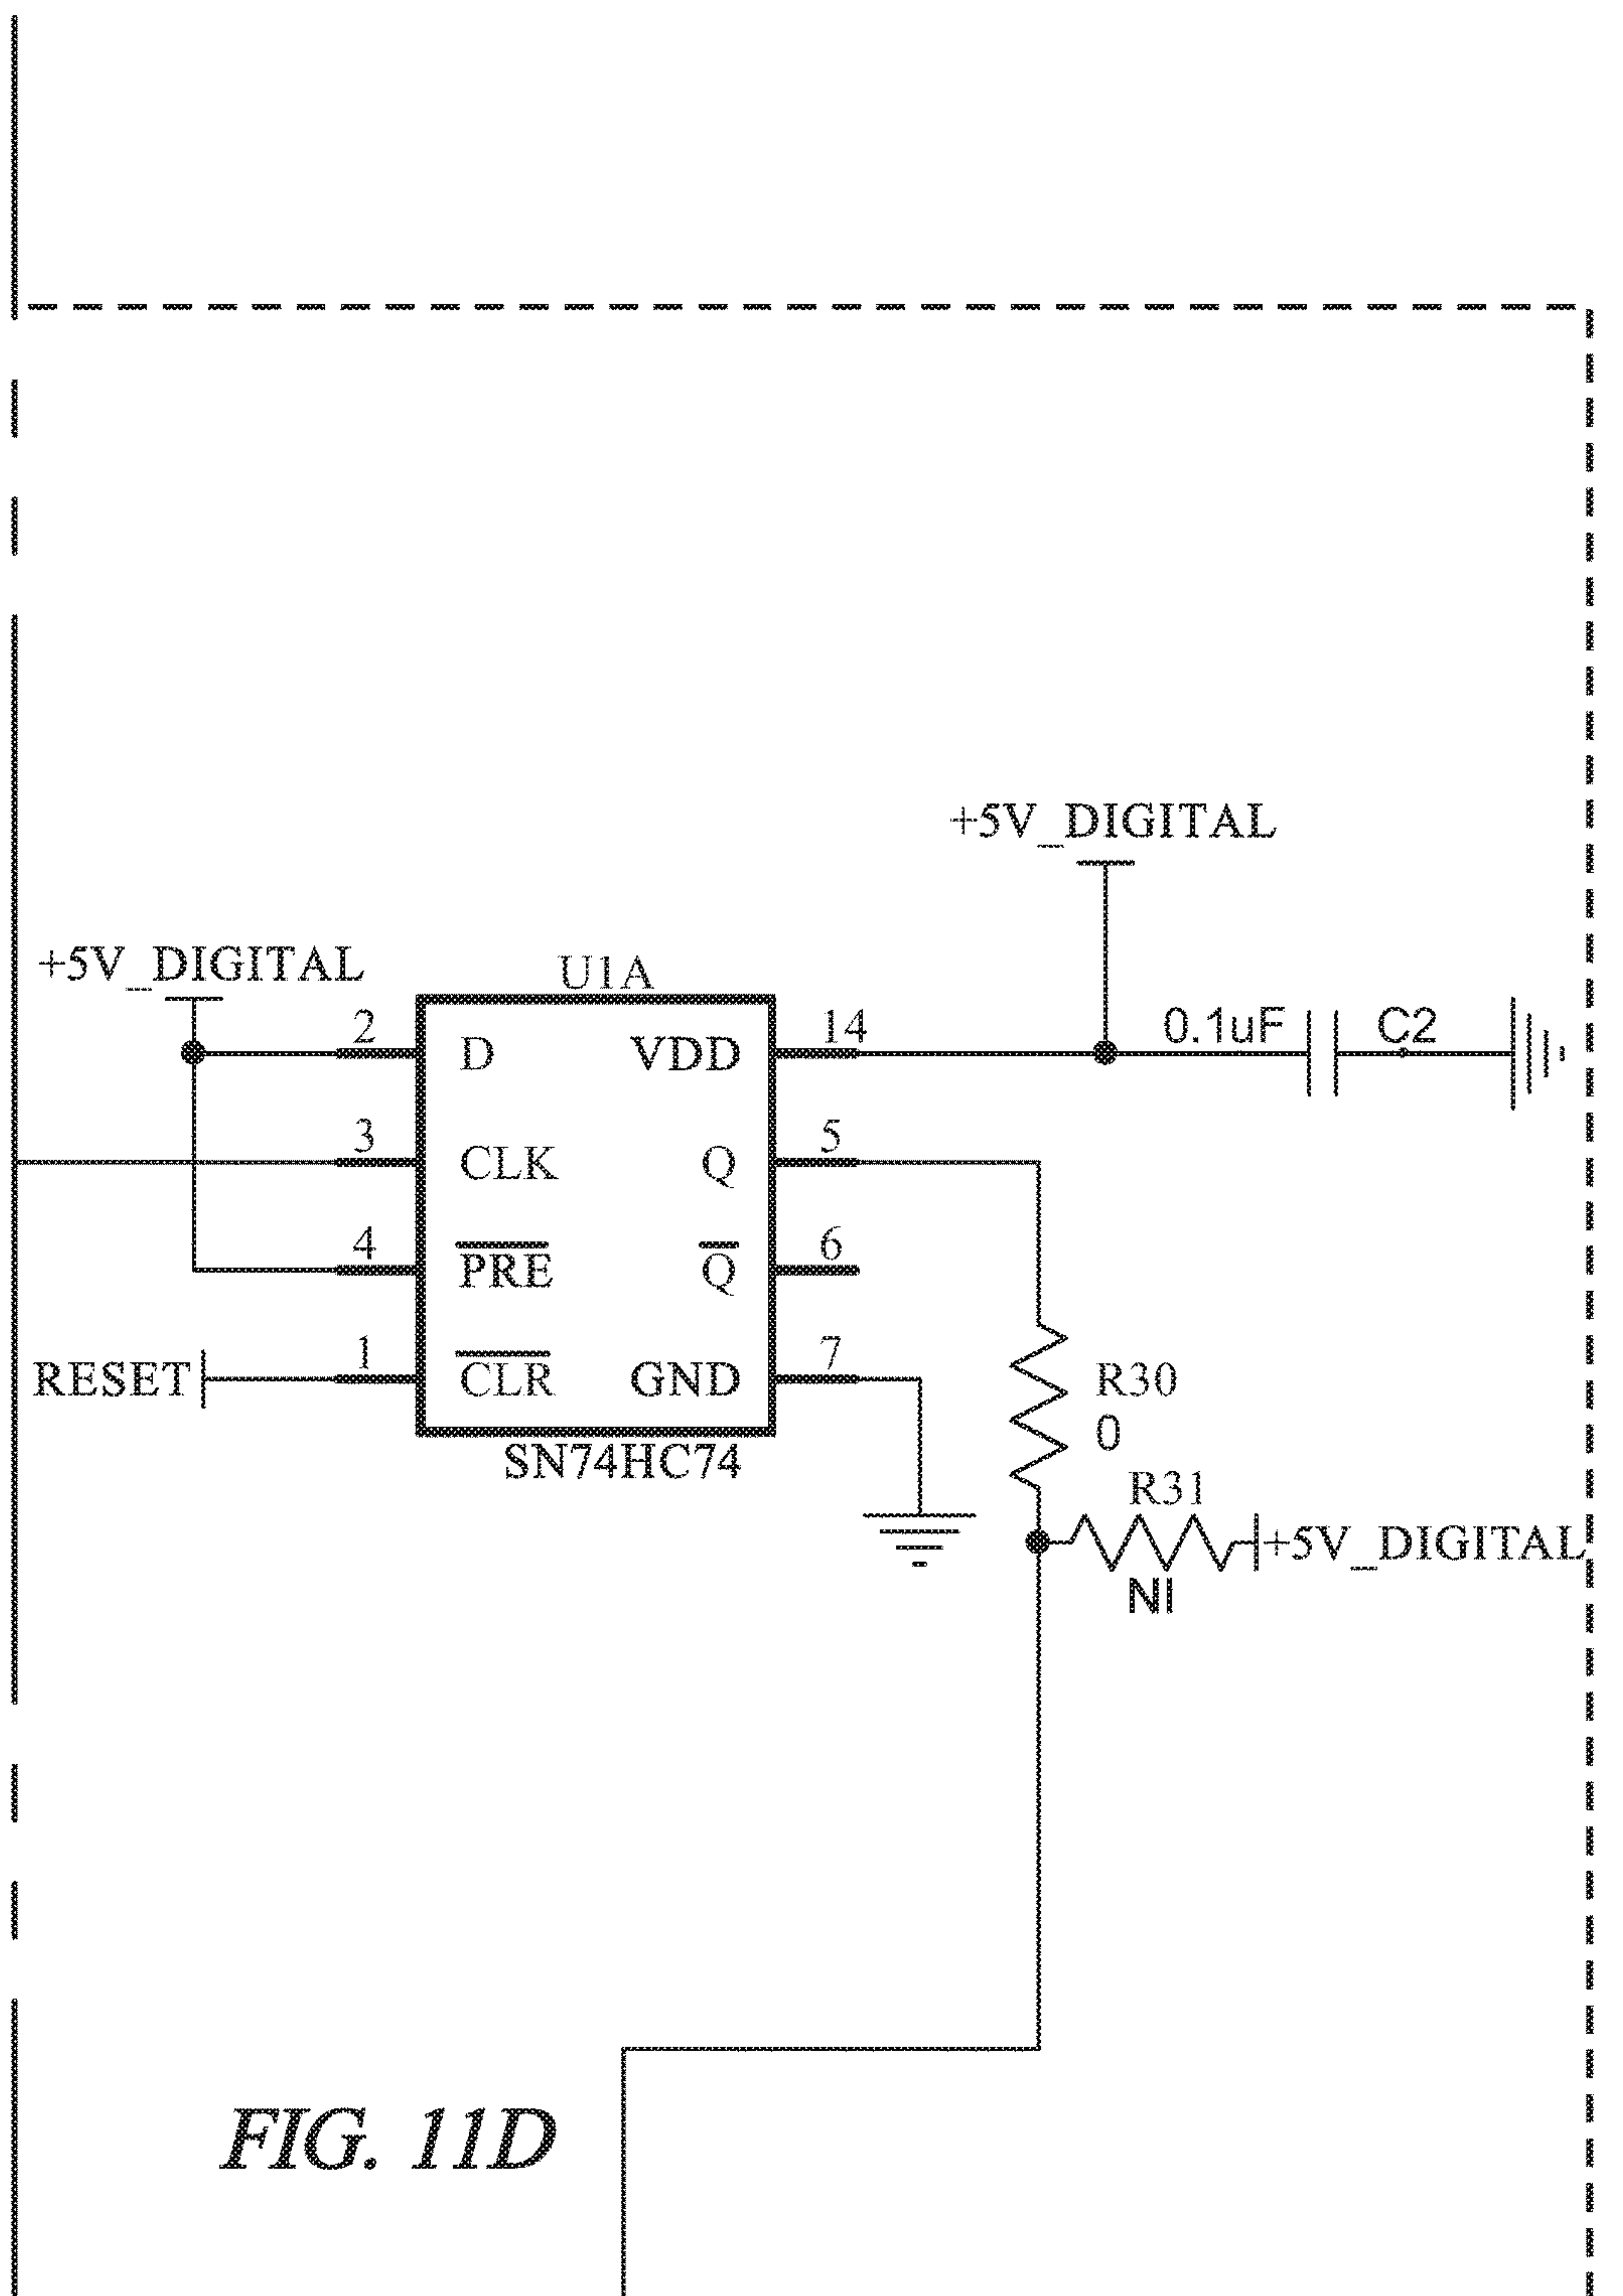 +5V_DIGITAL
+5V_DIGITAL
U1A
2
D
VDD
14
0.1uF
C2
3
CLK
Q
5
4
PRE
Q
6
RESET
1
CLR
GND
7
R30
0
SN74HC74
R31
+5V_DIGITAL
NI
FIG. 11D